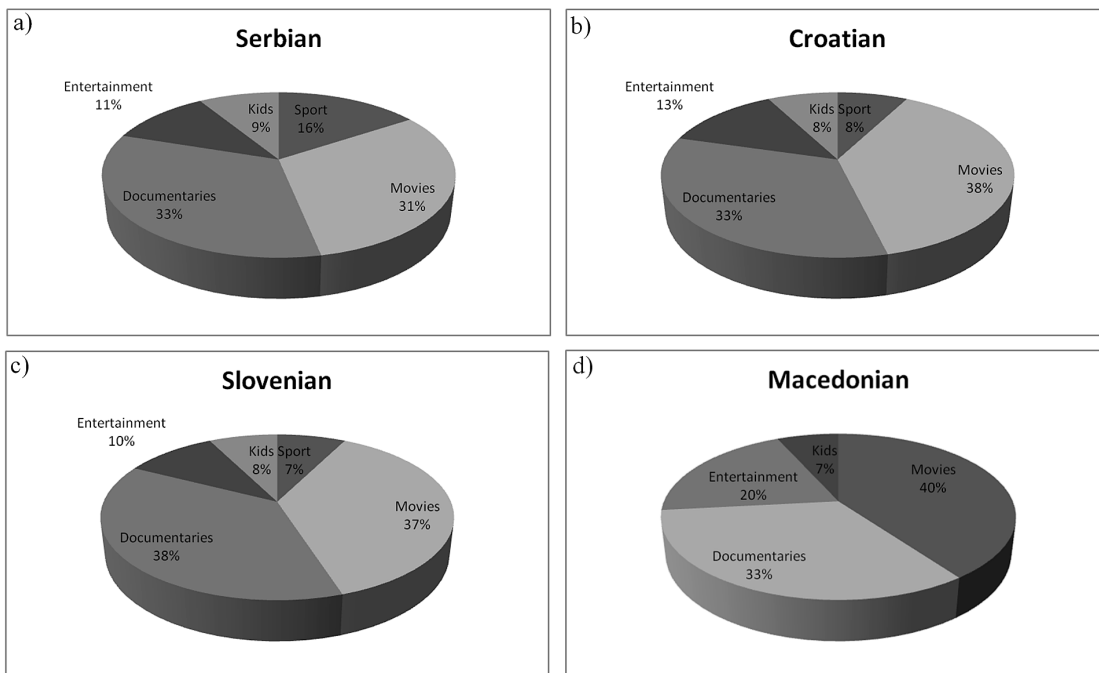 a)
Serbian
Entertainment
11%
Kids
9%
Sport
16%
Movies
31%
Documentaries
33%
b)
Croatian
Entertainment
13%
Kids
8%
Sport
8%
Movies
38%
Documentaries
33%
c)
Slovenian
Entertainment
10%
Kids
8%
Sport
7%
Movies
37%
Documentaries
38%
d)
Macedonian
Kids
7%
Movies
40%
Entertainment
20%
Documentaries
33%